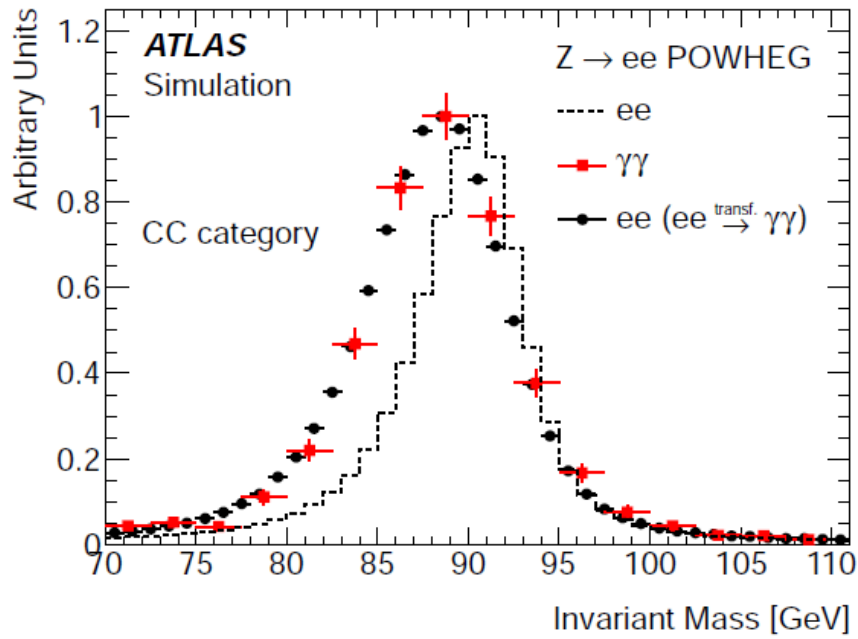 Arbitrary Units
1.2
1
0.8
0.6
0.4
0.2
0
ATLAS
Simulation
CC category
Z → ee POWHEG
ee
γγ
ee (ee transf. → γγ)
70 75 80 85 90 95 100 105 110
Invariant Mass [GeV]